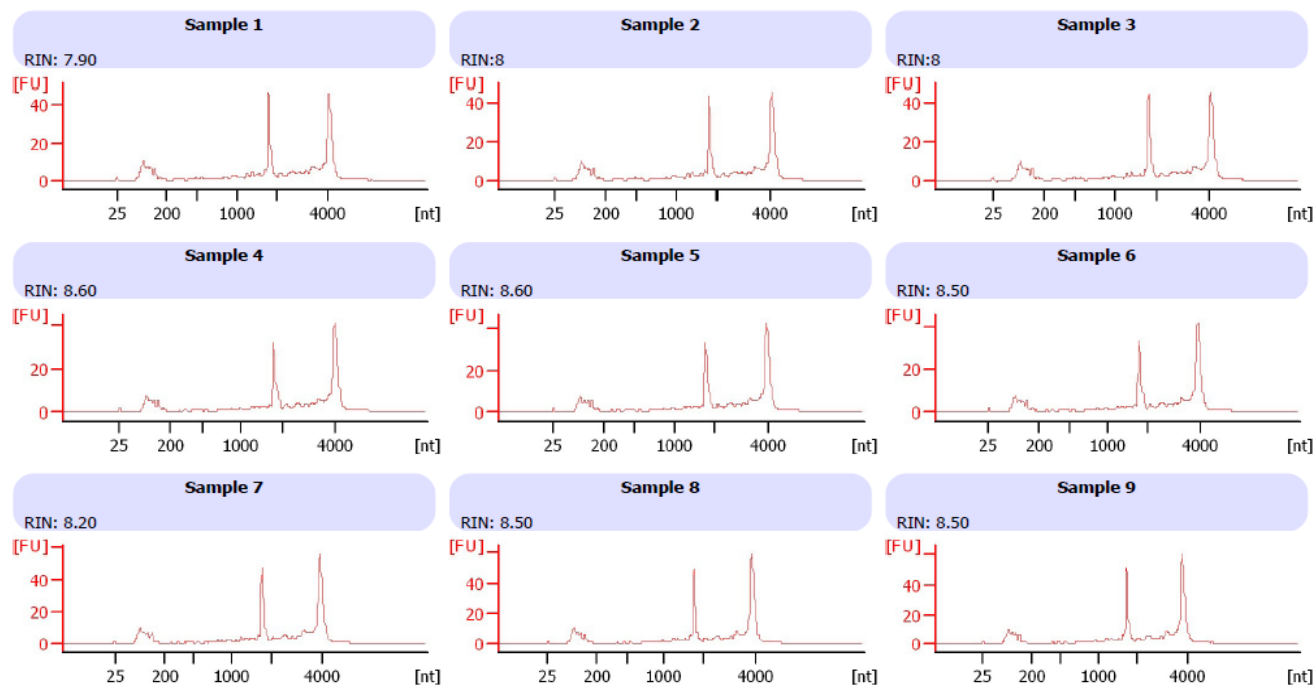 Sample 1
RIN: 7.90
[FU]
40
20
0
25 200 1000 4000 [nt]
Sample 2
RIN:8
[FU]
40
20
0
25 200 1000 4000 [nt]
Sample 3
RIN:8
[FU]
40
20
0
25 200 1000 4000 [nt]
Sample 4
RIN: 8.60
[FU]
20
0
25 200 1000 4000 [nt]
Sample 5
RIN: 8.60
[FU]
20
0
25 200 1000 4000 [nt]
Sample 6
RIN: 8.50
[FU]
20
0
25 200 1000 4000 [nt]
Sample 7
RIN: 8.20
[FU]
40
20
0
25 200 1000 4000 [nt]
Sample 8
RIN: 8.50
[FU]
40
20
0
25 200 1000 4000 [nt]
Sample 9
RIN: 8.50
[FU]
40
20
0
25 200 1000 4000 [nt]